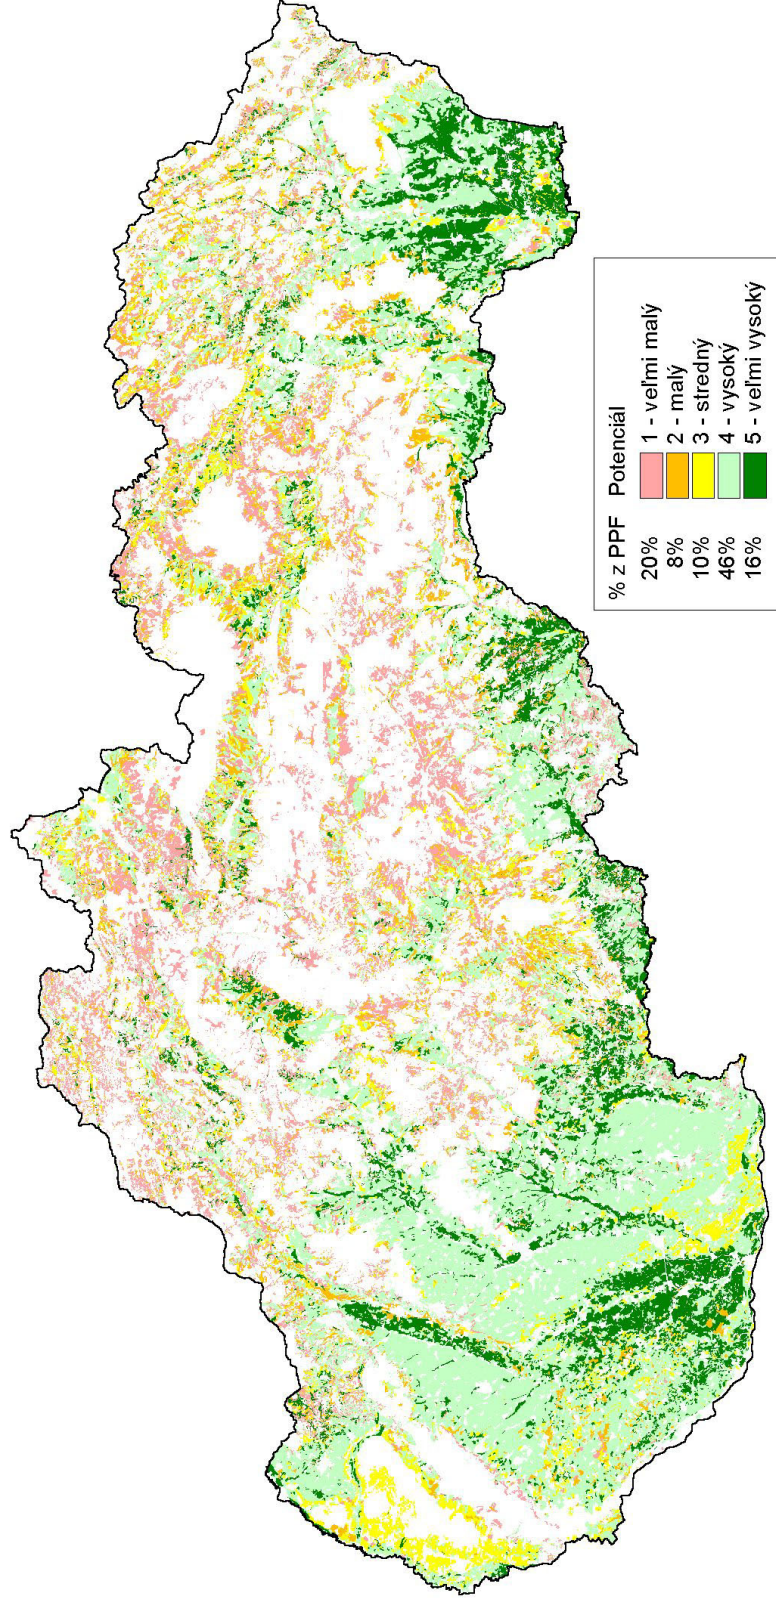 % z PPF Potenciál
20% 1 - veľmi malý
8% 2 - malý
10% 3 - stredný
46% 4 - vysoký
16% 5 - veľmi vysoký